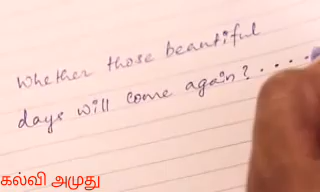 Whether those beautiful
days will come again?.....
கல்வி அமுது